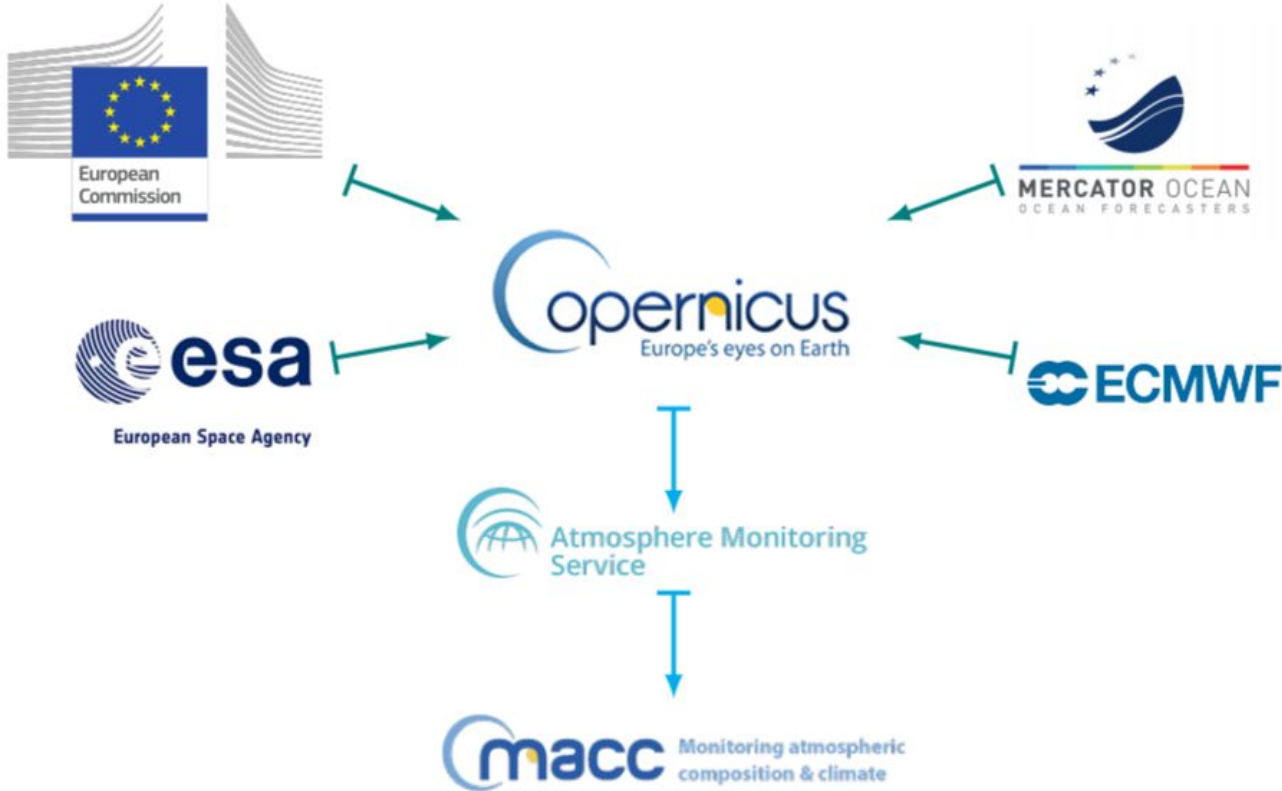 European
Commission
MERCATOR OCEAN
OCEAN FORECASTERS
Copernicus
Europe's eyes on Earth
esa
European Space Agency
ECMWF
Atmosphere Monitoring
Service
macc
Monitoring atmospheric
composition & climate